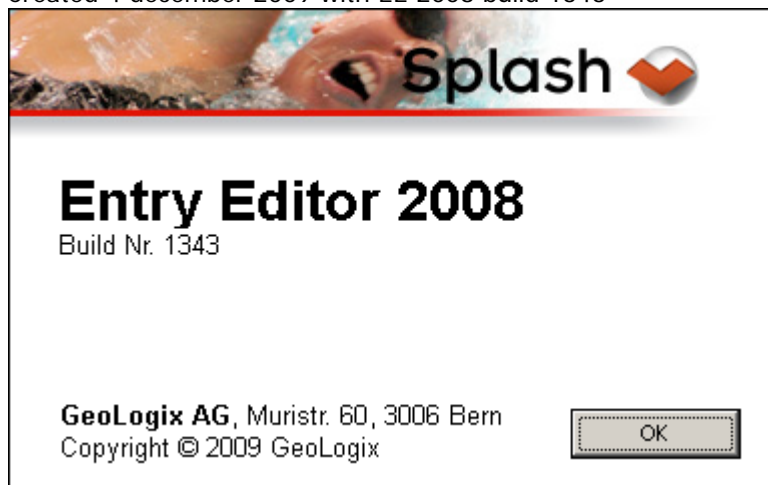 Splash
Entry Editor 2008
Build Nr. 1343
GeoLogix AG, Muristr. 60, 3006 Bern
Copyright © 2009 GeoLogix
OK